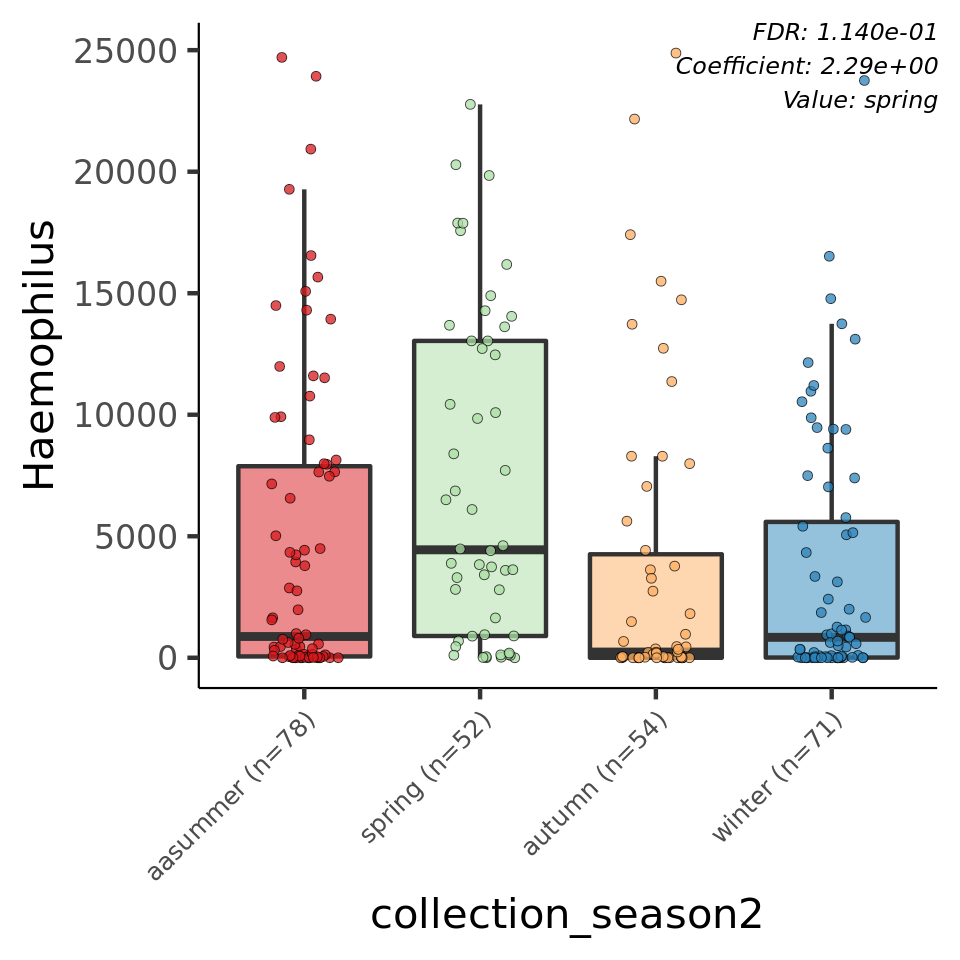 FDR: 1.140e-01
Coefficient: 2.29e+00
Value: spring
25000
20000
15000
10000
5000
0
Haemophilus
aasummer (n=78)
spring (n=52)
autumn (n=54)
winter (n=71)
collection_season2